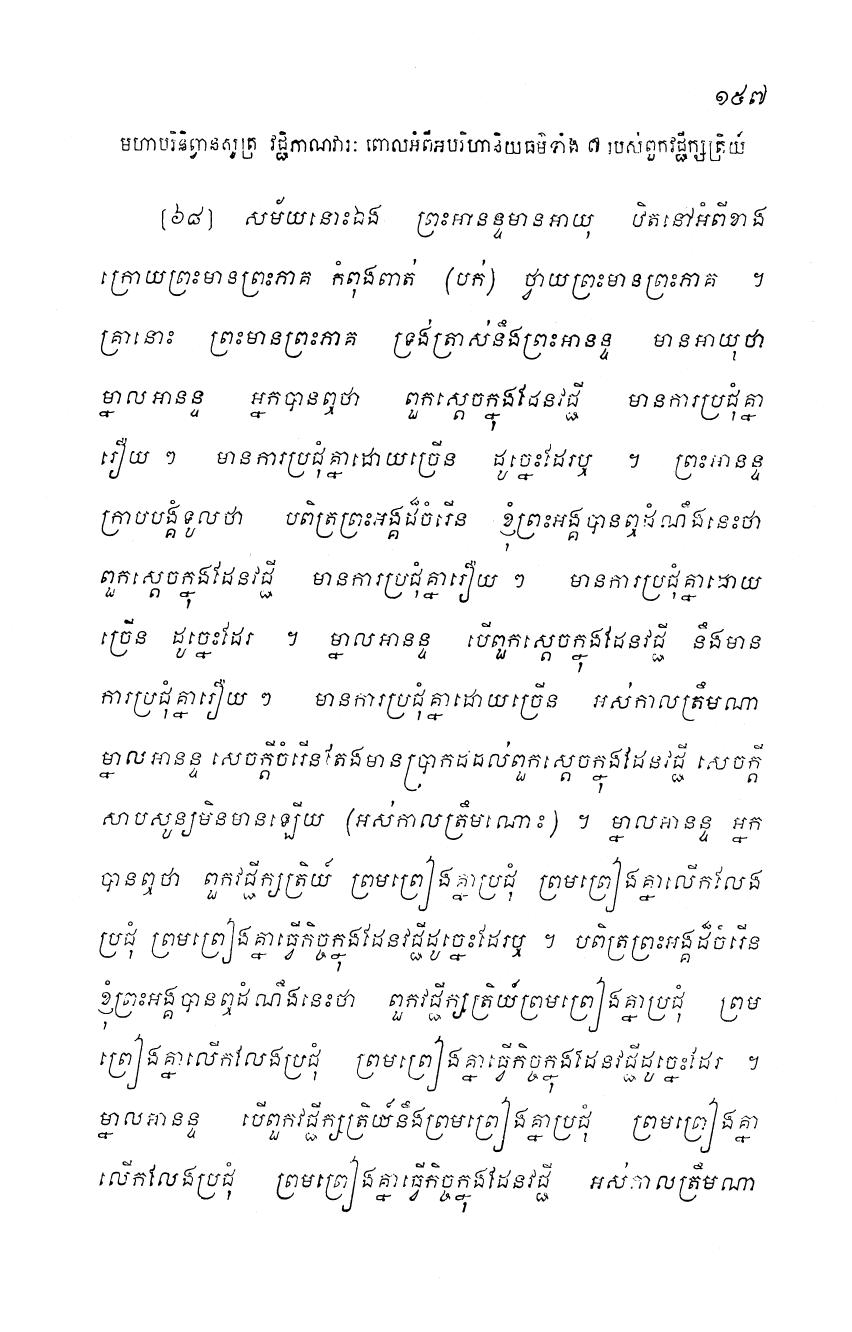 ១៥៧
មហាបរិនិព្វានសូត្រ វជ្ជិភាណវារៈ ពោលអំពីអបរិហានិយធម៌ទាំង ៧ របស់ពួកវជ្ជីក្សត្រិយ៍
[៦៨] សម័យនោះឯង ព្រះអានន្ទមានអាយុ ឋិតនៅអំពីខាង
ក្រោយព្រះមានព្រះភាគ កំពុងពាត់ (បក់) ថ្វាយព្រះមានព្រះភាគ ។
គ្រានោះ ព្រះមានព្រះភាគ ទ្រង់ត្រាស់នឹងព្រះអានន្ទ មានអាយុថា
ម្នាលអានន្ទ អ្នកបានឮថា ពួកស្តេចក្នុងដែនវជ្ជី មានការប្រជុំគ្នា
រឿយ ៗ មានការប្រជុំគ្នាដោយច្រើន ដូច្នេះដែរឬ ។ ព្រះអានន្ទ
ក្រាបបង្គំទូលថា បពិត្រព្រះអង្គដ៏ចំរើន ខ្ញុំព្រះអង្គបានឮដំណឹងនេះថា
ពួកស្តេចក្នុងដែនវជ្ជី មានការប្រជុំគ្នារឿយ ៗ មានការប្រជុំគ្នាដោយ
ច្រើន ដូច្នេះដែរ ។ ម្នាលអានន្ទ បើពួកស្តេចក្នុងដែនវជ្ជី នឹងមាន
ការប្រជុំគ្នារឿយ ៗ មានការប្រជុំគ្នាដោយច្រើន អស់កាលត្រឹមណា
ម្នាលអានន្ទ សេចក្តីចំរើនតែងមានប្រាកដដល់ពួកស្តេចក្នុងដែនវជ្ជី សេចក្តី
សាបសូន្យមិនមានឡើយ (អស់កាលត្រឹមណោះ) ។ ម្នាលអានន្ទ អ្នក
បានឮថា ពួកវជ្ជីក្សត្រិយ៍ ព្រមព្រៀងគ្នាប្រជុំ ព្រមព្រៀងគ្នាលើកលែង
ប្រជុំ ព្រមព្រៀងគ្នាធ្វើកិច្ចក្នុងដែនវជ្ជីដូច្នេះដែរឬ ។ បពិត្រព្រះអង្គដ៏ចំរើន
ខ្ញុំព្រះអង្គបានឮដំណឹងនេះថា ពួកវជ្ជីក្សត្រិយ៍ព្រមព្រៀងគ្នាប្រជុំ ព្រម
ព្រៀងគ្នាលើកលែងប្រជុំ ព្រមព្រៀងគ្នាធ្វើកិច្ចក្នុងដែនវជ្ជីដូច្នេះដែរ ។
ម្នាលអានន្ទ បើពួកវជ្ជីក្សត្រិយ៍នឹងព្រមព្រៀងគ្នាប្រជុំ ព្រមព្រៀងគ្នា
លើកលែងប្រជុំ ព្រមព្រៀងគ្នាធ្វើកិច្ចក្នុងដែនវជ្ជី អស់កាលត្រឹមណា